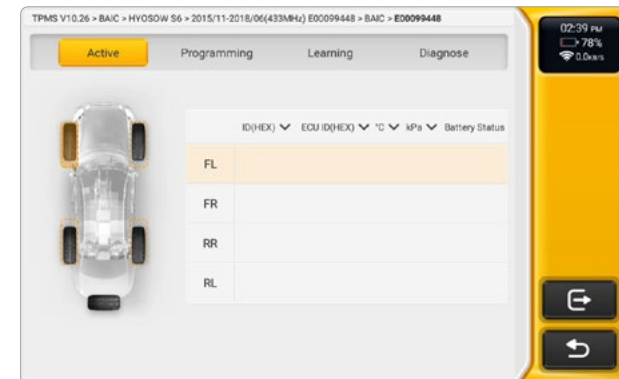 TPMS V10.26 > BAIC > HYOSOW S6 > 2015/11-2018/06(433MHz) E00099448 > BAIC > E00099448
02:39 PM
78%
0.0KB/S
Active Programming Learning Diagnose
ID(HEX) ECU ID(HEX) °C kPa Battery Status
FL
FR
RR
RL